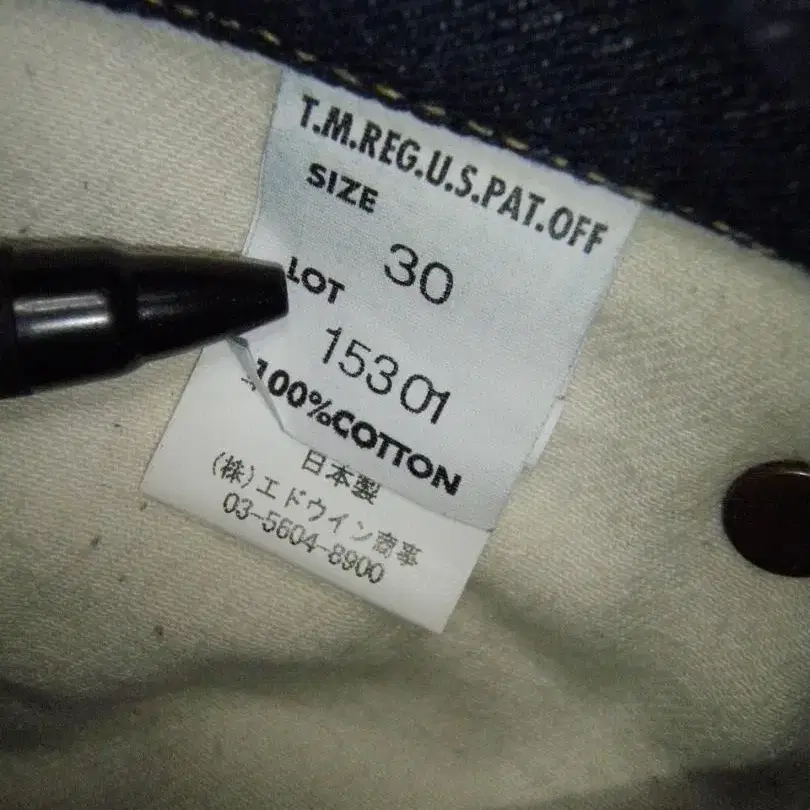 T.M.REG.U.S.PAT.OFF
SIZE
30
LOT
15301
100%COTTON
日本製
(株)エドウイン商事
03-5604-8900